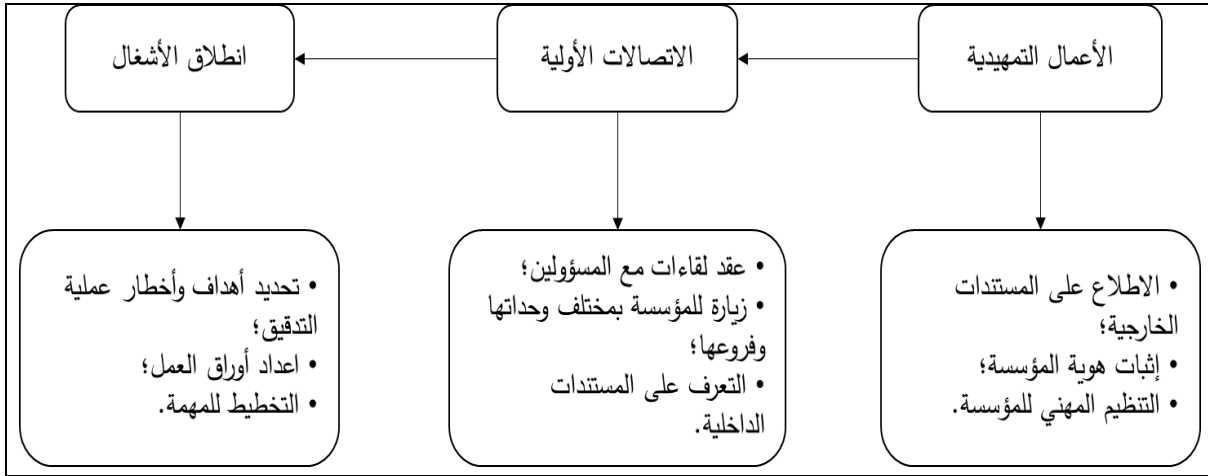 الأعمال التمهيدية
الاتصالات الأولية
انطلاق الأشغال
• الاطلاع على المستندات
الخارجية؛
• إثبات هوية المؤسسة؛
• التنظيم المهني للمؤسسة.
• عقد لقاءات مع المسؤولين؛
• زيارة للمؤسسة بمختلف وحداتها
وفروعها؛
• التعرف على المستندات
الداخلية.
• تحديد أهداف وأخطار عملية
التدقيق؛
• اعداد أوراق العمل؛
• التخطيط للمهمة.